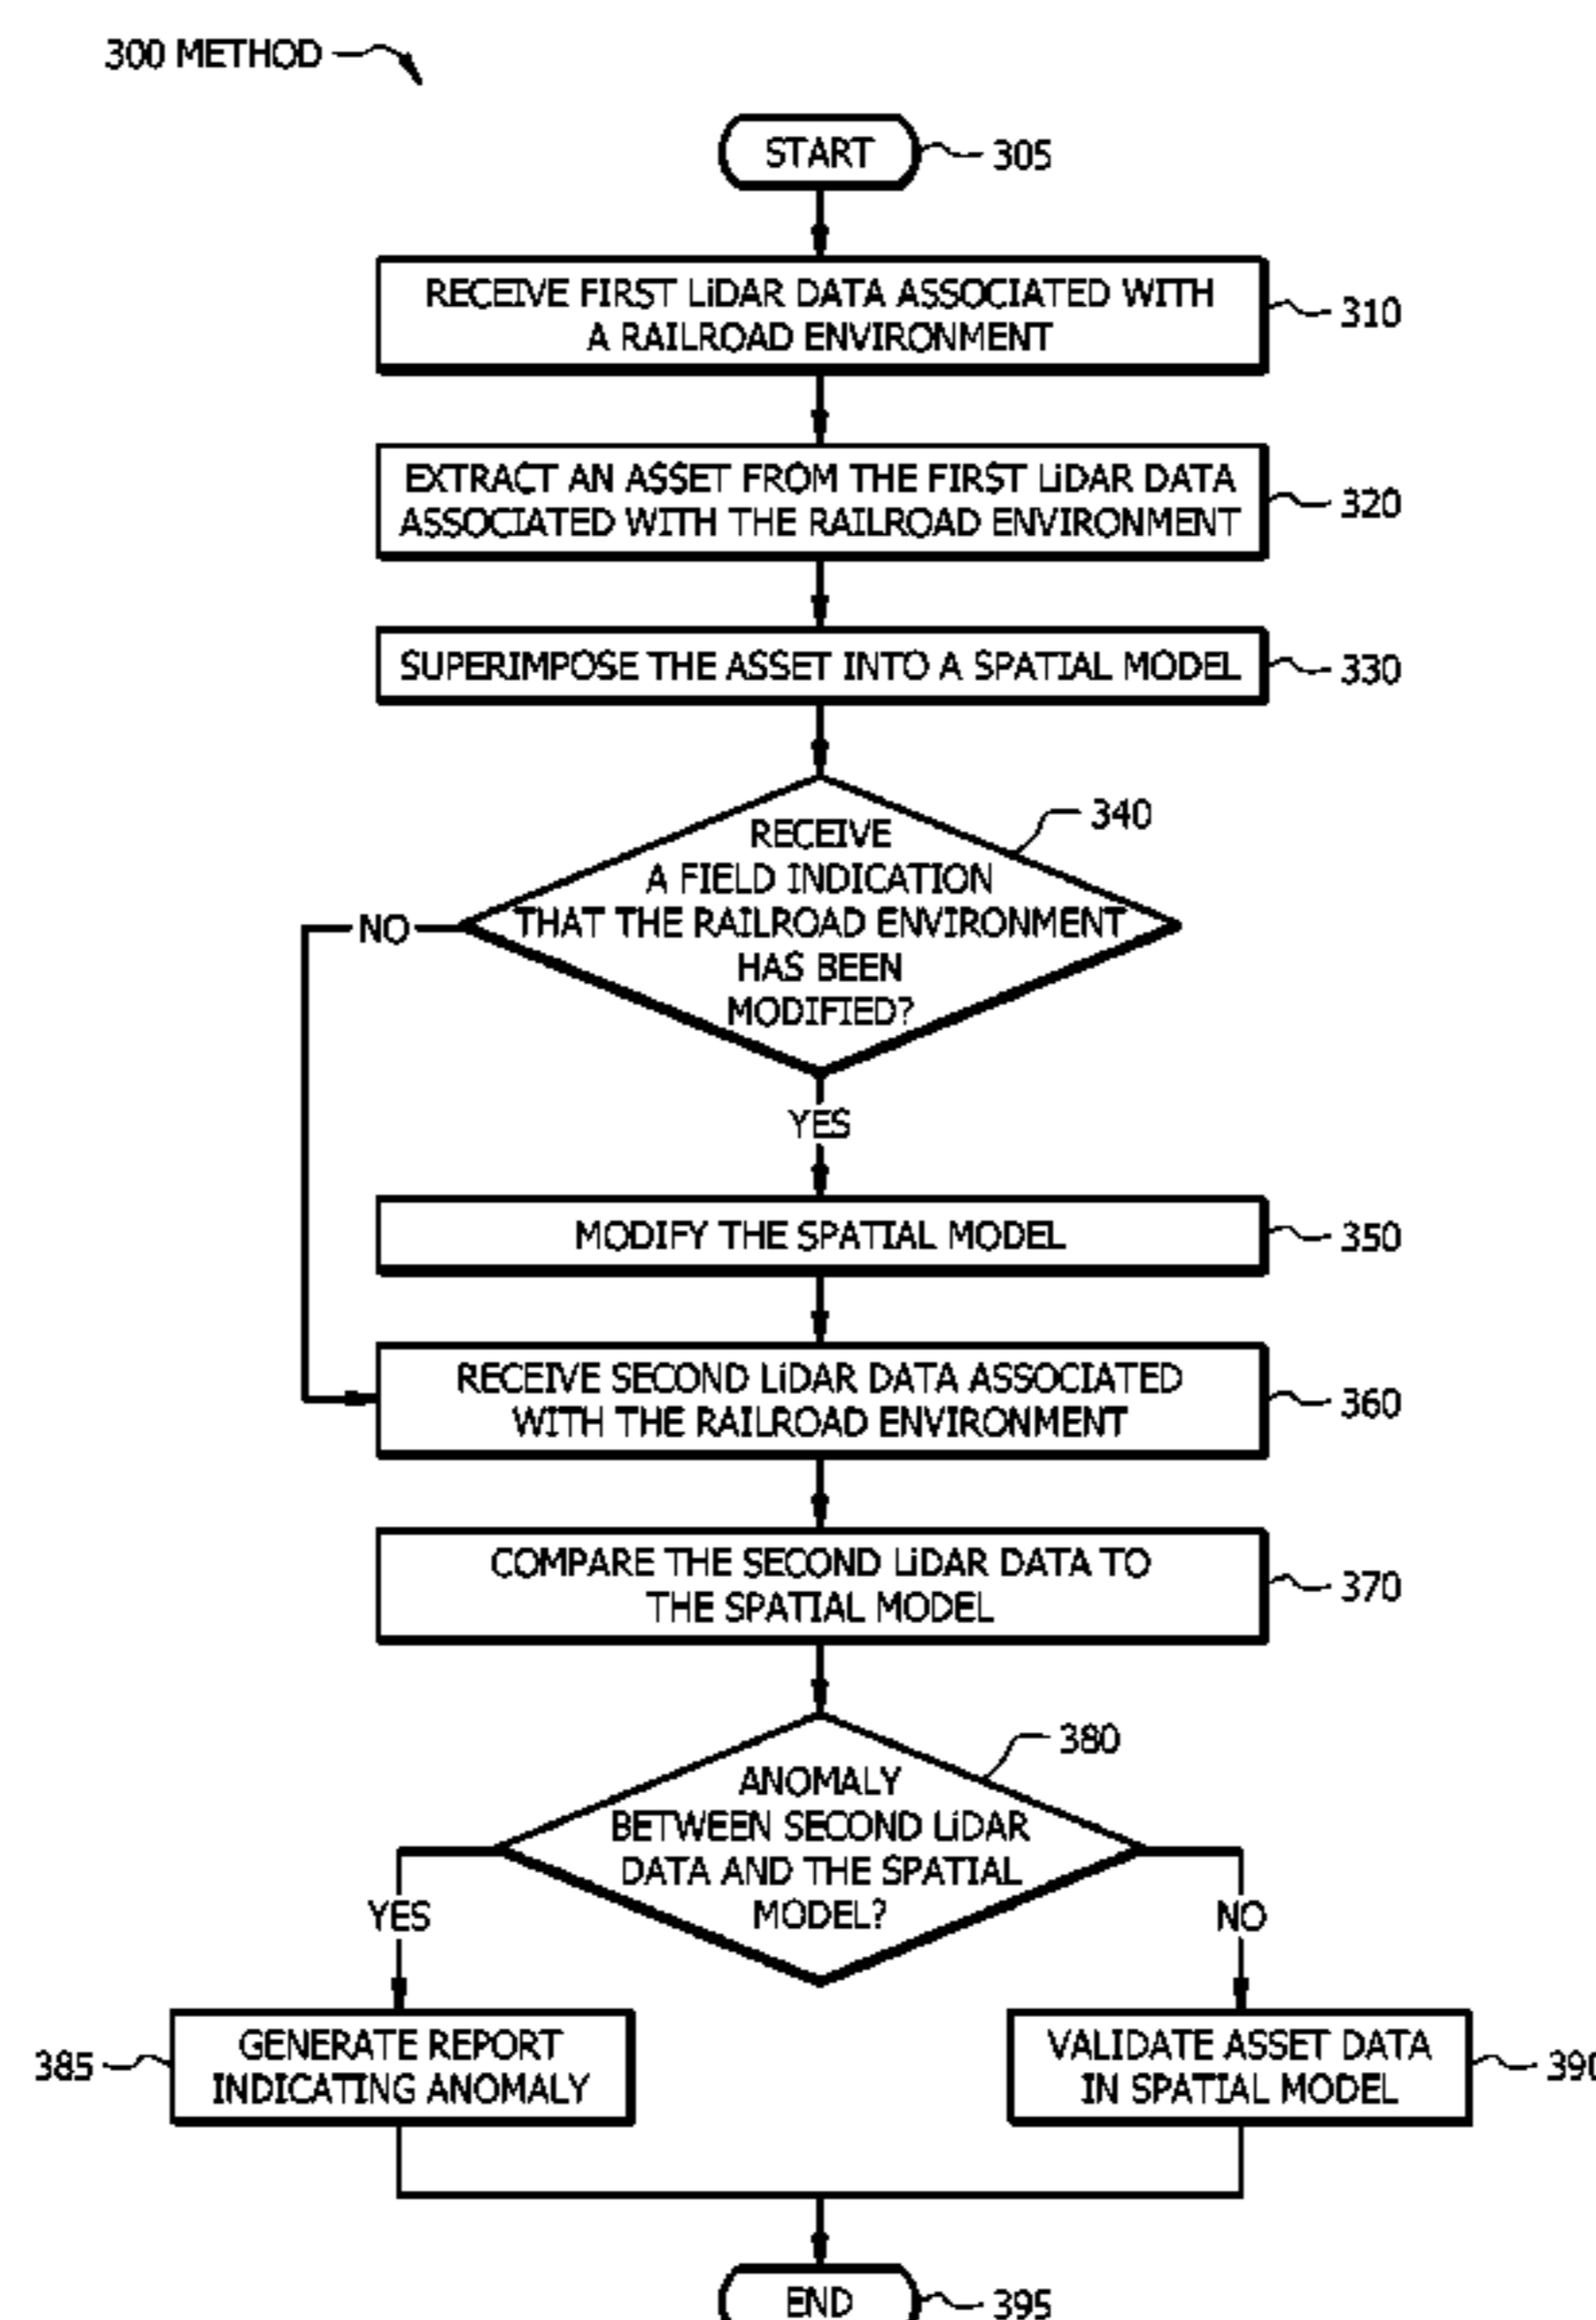 300 METHOD
START
305
RECEIVE FIRST LiDAR DATA ASSOCIATED WITH
A RAILROAD ENVIRONMENT
310
EXTRACT AN ASSET FROM THE FIRST LiDAR DATA
ASSOCIATED WITH THE RAILROAD ENVIRONMENT
320
SUPERIMPOSE THE ASSET INTO A SPATIAL MODEL
330
RECEIVE
A FIELD INDICATION
THAT THE RAILROAD ENVIRONMENT
HAS BEEN
MODIFIED?
340
NO
YES
MODIFY THE SPATIAL MODEL
350
RECEIVE SECOND LiDAR DATA ASSOCIATED
WITH THE RAILROAD ENVIRONMENT
360
COMPARE THE SECOND LiDAR DATA TO
THE SPATIAL MODEL
370
ANOMALY
BETWEEN SECOND LiDAR
DATA AND THE SPATIAL
MODEL?
380
YES
NO
GENERATE REPORT
INDICATING ANOMALY
385
VALIDATE ASSET DATA
IN SPATIAL MODEL
390
END
395